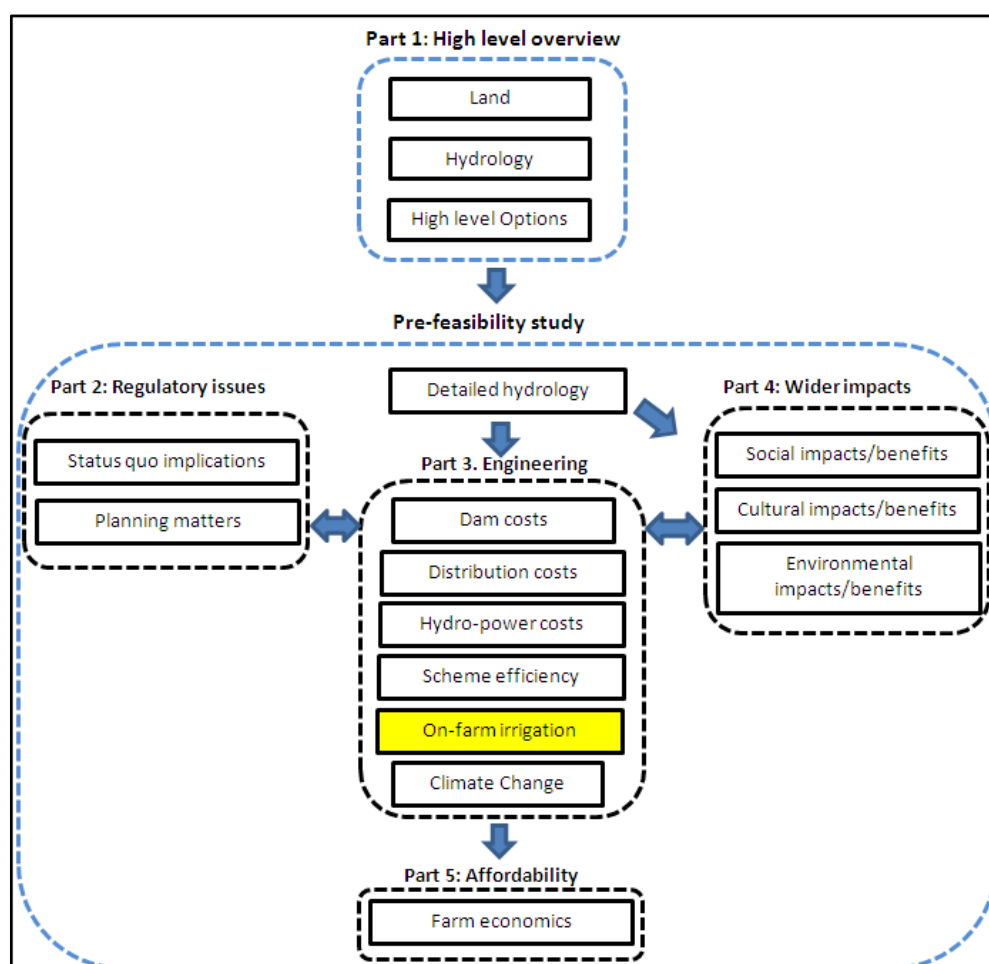 Part 1: High level overview
Land
Hydrology
High level Options
Pre-feasibility study
Part 2: Regulatory issues
Status quo implications
Planning matters
Detailed hydrology
Part 3. Engineering
Dam costs
Distribution costs
Hydro-power costs
Scheme efficiency
On-farm irrigation
Climate Change
Part 4: Wider impacts
Social impacts/benefits
Cultural impacts/benefits
Environmental
impacts/benefits
Part 5: Affordability
Farm economics